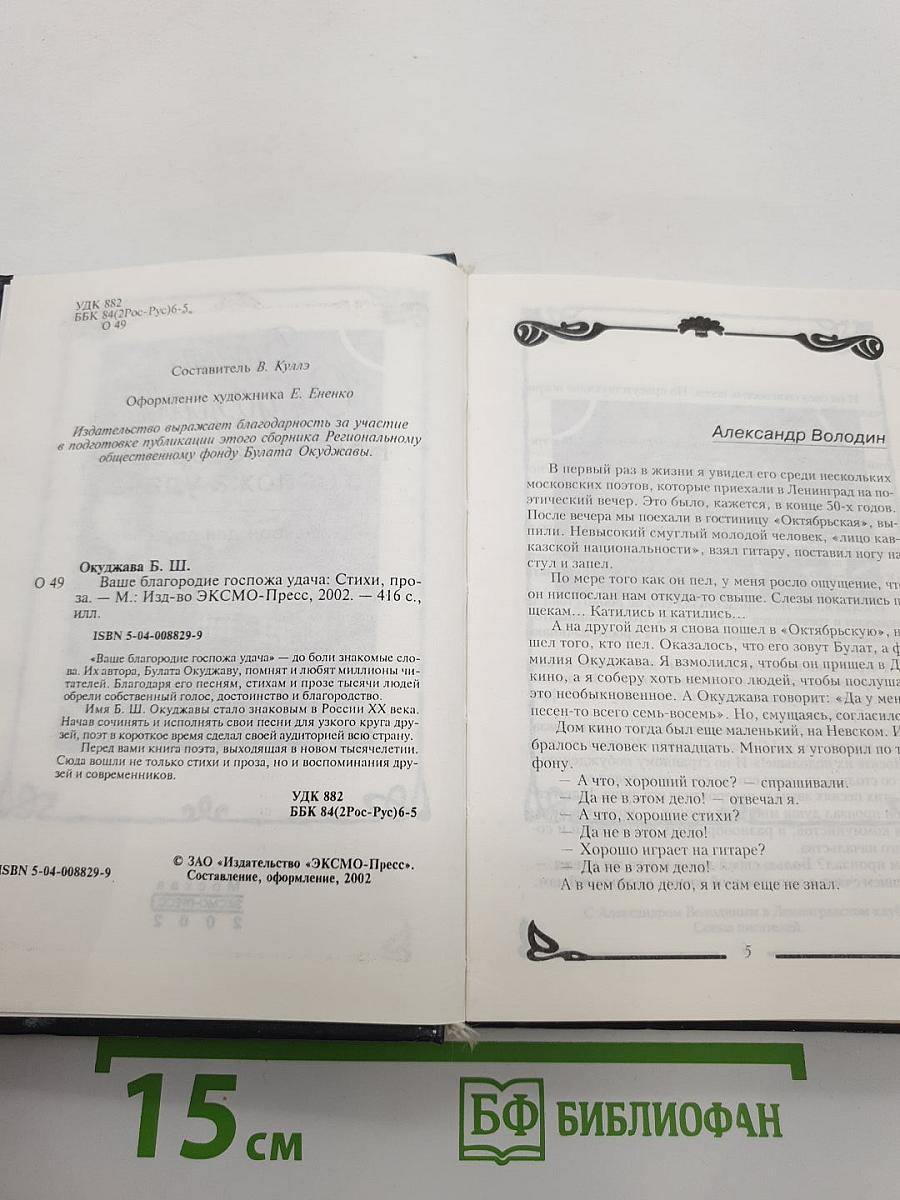 УДК 882
ББК 84(2Рос-Рус)6-5
О 49
Составитель В. Куллэ
Оформление художника Е. Ененко
Издательство выражает благодарность за участие
в подготовке публикации этого сборника Региональному
общественному фонду Булата Окуджавы.
Окуджава Б. Ш.
О 49 Ваше благородие госпожа удача: Стихи, про-
за. — М.: Изд-во ЭКСМО-Пресс, 2002. — 416 с.,
илл.
ISBN 5-04-008829-9
«Ваше благородие госпожа удача» — до боли знакомые сло-
ва. Их автора, Булата Окуджаву, помнят и любят миллионы чи-
тателей. Благодаря его песням, стихам и прозе тысячи людей
обрели собственный голос, достоинство и благородство.
Имя Б. Ш. Окуджавы стало знаковым в России XX века.
Начав сочинять и исполнять свои песни для узкого круга дру-
зей, поэт в короткое время сделал своей аудиторией всю страну.
Перед вами книга поэта, выходящая в новом тысячелетии.
Сюда вошли не только стихи и проза, но и воспоминания дру-
зей и современников.
УДК 882
ББК 84(2Рос-Рус)6-5
ISBN 5-04-008829-9
© ЗАО «Издательство «ЭКСМО-Пресс».
Составление, оформление, 2002
Александр Володин
В первый раз в жизни я увидел его среди нескольких
московских поэтов, которые приехали в Ленинград на по-
этический вечер. Это было, кажется, в конце 50-х годов.
После вечера мы поехали в гостиницу «Октябрьская», вы-
пили. Невысокий смуглый молодой человек, «лицо кав-
казской национальности», взял гитару, поставил ногу на
стул и запел.
По мере того как он пел, у меня росло ощущение, что
он ниспослан нам откуда-то свыше. Слезы покатились п
щекам... Катились и катились...
А на другой день я снова пошел в «Октябрьскую», н
шел того, кто пел. Оказалось, что его зовут Булат, а ф
милия Окуджава. Я взмолился, чтобы он пришел в Д
кино, а я соберу хоть немного людей, чтобы послуша
это необыкновенное. А Окуджава говорит: «Да у мен
песен-то всего семь-восемь». Но, смущаясь, согласилс
Дом кино тогда был еще маленький, на Невском. И
бралось человек пятнадцать. Многих я уговорил по т
фону.
— А что, хороший голос? — спрашивали.
— Да не в этом дело! — отвечал я.
— А что, хорошие стихи?
— Да не в этом дело!
— Хорошо играет на гитаре?
— Да не в этом дело!
А в чем было дело, я и сам еще не знал.
5
15 см
БФ БИБЛИОФАН